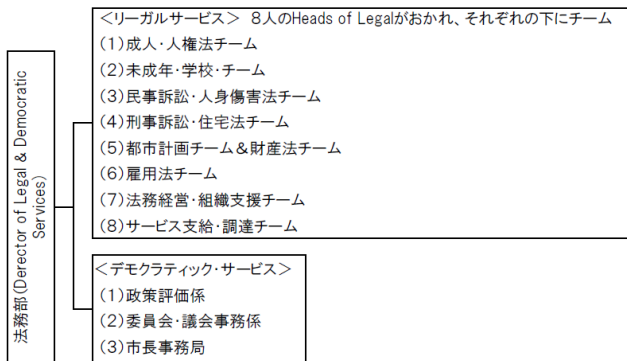 法務部(Derector of Legal & Democratic
Services)
＜リーガルサービス＞ 8人のHeads of Legalがおかれ、それぞれの下にチーム
(1)成人・人権法チーム
(2)未成年・学校・チーム
(3)民事訴訟・人身傷害法チーム
(4)刑事訴訟・住宅法チーム
(5)都市計画チーム＆財産法チーム
(6)雇用法チーム
(7)法務経営・組織支援チーム
(8)サービス支給・調達チーム
＜デモクラティック・サービス＞
(1)政策評価係
(2)委員会・議会事務係
(3)市長事務局